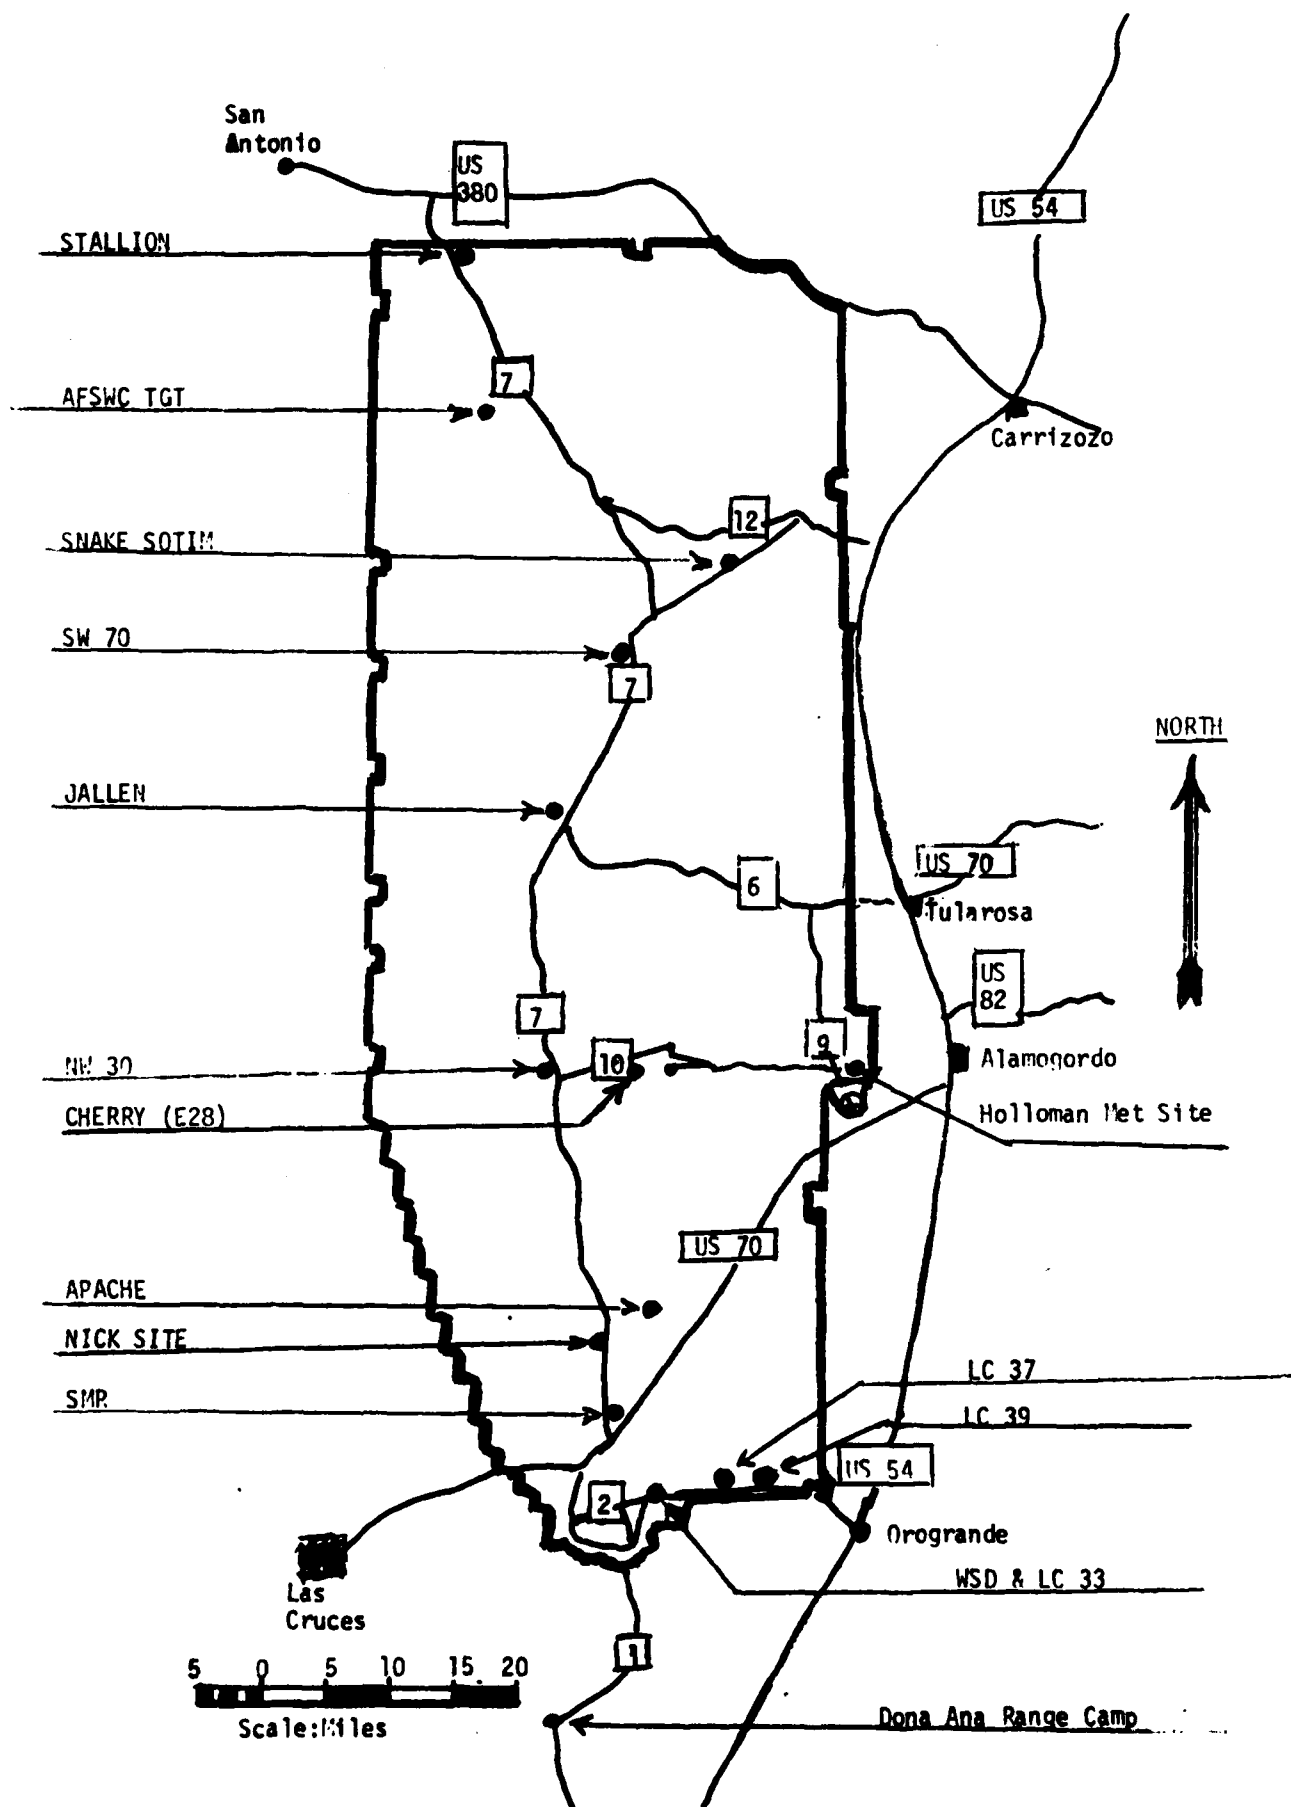 San
Antonio
US
380
US 54
STALLION
7
AFSWC TGT
Carrizozo
12
SNAKE SOTIM
SW 70
7
NORTH
JALLEN
US 70
6
Tularosa
US
82
7
9
10
Alamogordo
NW 30
CHERRY (E28)
Holloman Met Site
US 70
APACHE
NICK SITE
LC 37
SMR
LC 39
US 54
2
Orogrande
WSD & LC 33
Las
Cruces
1
5 0 5 10 15 20
Scale:Miles
Dona Ana Range Camp